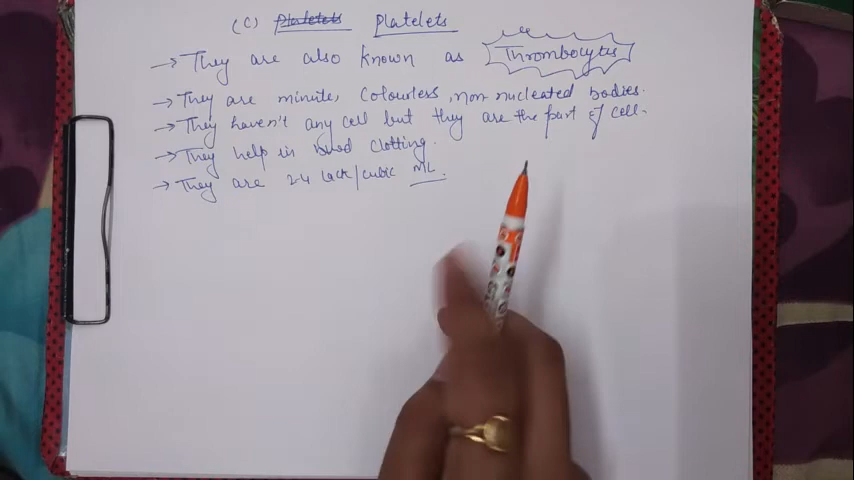 (C) Platelets Platelets
→ They are also known as Thrombocytes
→ They are minute, Colourless, non-nucleated bodies.
→ They haven't any cell but they are the part of cell.
→ They help in blood clotting.
→ They are 2-4 lack/cubic ML.